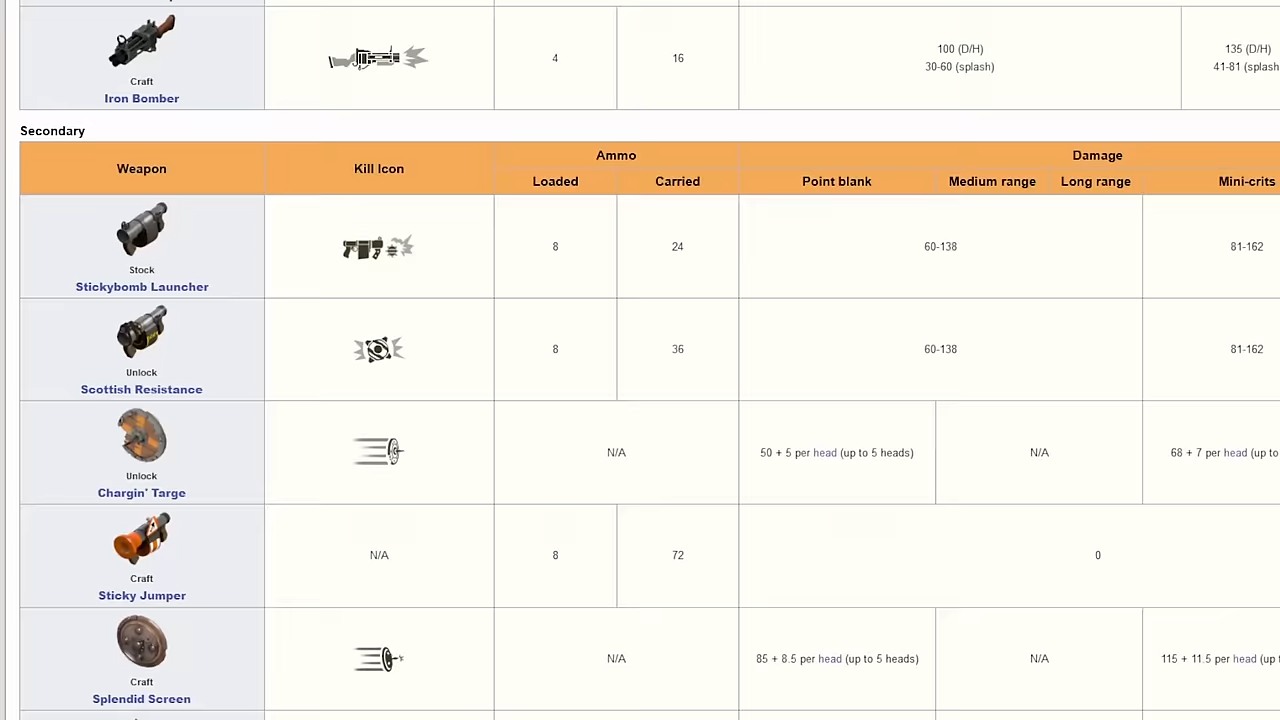 Craft
Iron Bomber
4
16
100 (D/H)
30-60 (splash)
135 (D/H)
41-81 (splash
Secondary
Weapon
Kill Icon
Ammo
Damage
Loaded
Carried
Point blank
Medium range
Long range
Mini-crits
Stock
Stickybomb Launcher
8
24
60-138
81-162
Unlock
Scottish Resistance
8
36
60-138
81-162
Unlock
Chargin' Targe
N/A
50 + 5 per head (up to 5 heads)
N/A
68 + 7 per head (up to
Craft
Sticky Jumper
N/A
8
72
0
Craft
Splendid Screen
N/A
85 + 8.5 per head (up to 5 heads)
N/A
115 + 11.5 per head (up